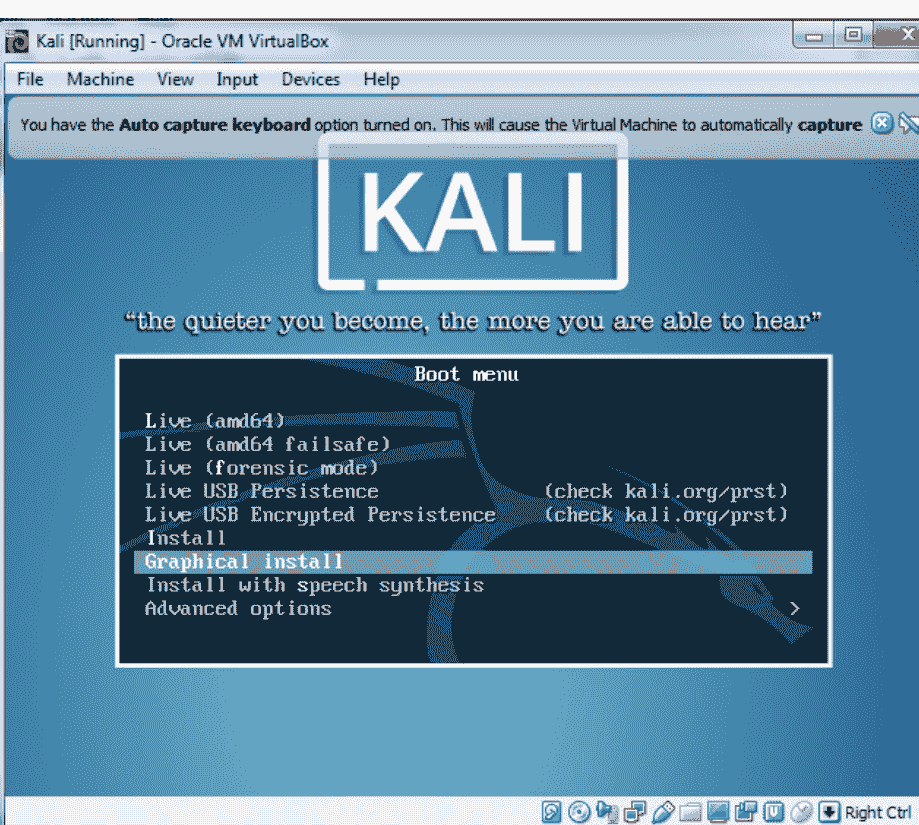 Kali [Running] - Oracle VM VirtualBox
File Machine View Input Devices Help
You have the Auto capture keyboard option turned on. This will cause the Virtual Machine to automatically capture
KALI
“the quieter you become, the more you are able to hear”
Boot menu
Live (amd64)
Live (amd64 failsafe)
Live (forensic mode)
Live USB Persistence (check kali.org/prst)
Live USB Encrypted Persistence (check kali.org/prst)
Install
Graphical install
Install with speech synthesis
Advanced options >
Right Ctrl